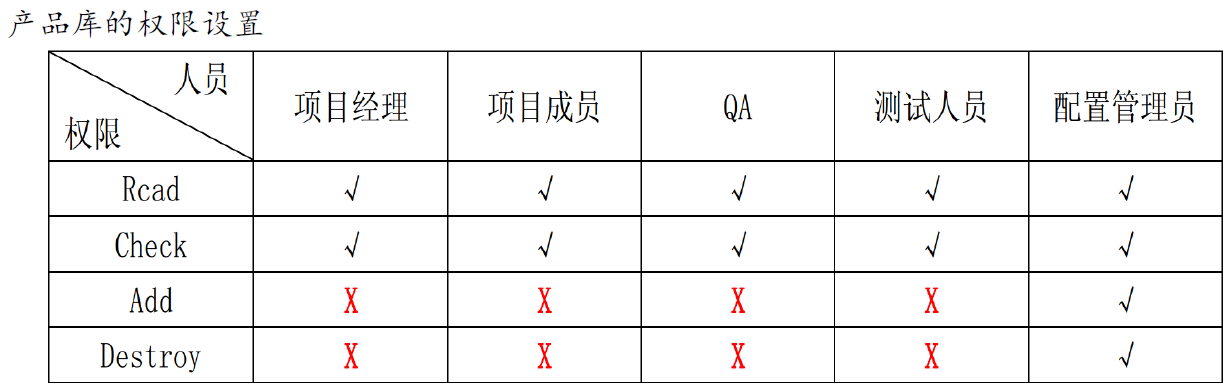 产品库的权限设置
人员 权限 项目经理 项目成员 QA 测试人员 配置管理员
Rcad √ √ √ √ √
Check √ √ √ √ √
Add X X X X √
Destroy X X X X √